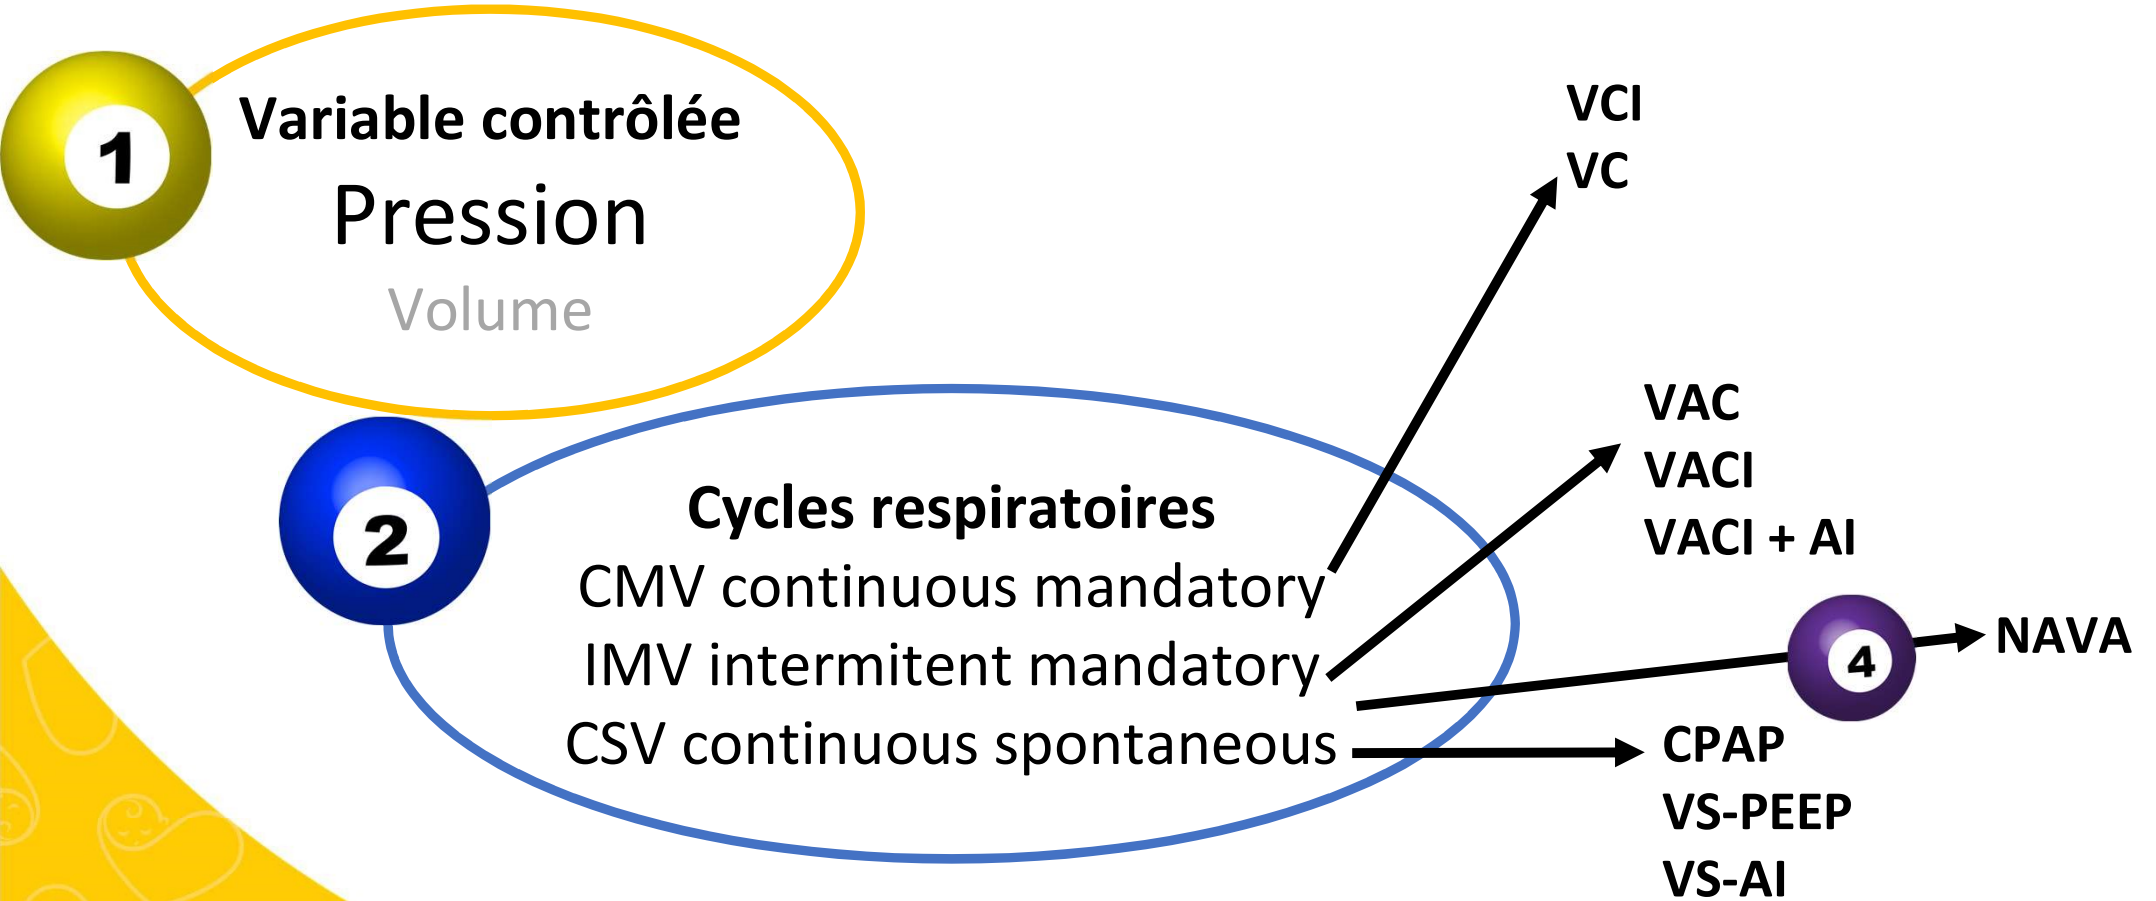 1
Variable contrôlée
Pression
Volume
2
Cycles respiratoires
CMV continuous mandatory
IMV intermitent mandatory
CSV continuous spontaneous
VCI
VC
VAC
VACI
VACI + AI
4
NAVA
CPAP
VS-PEEP
VS-AI